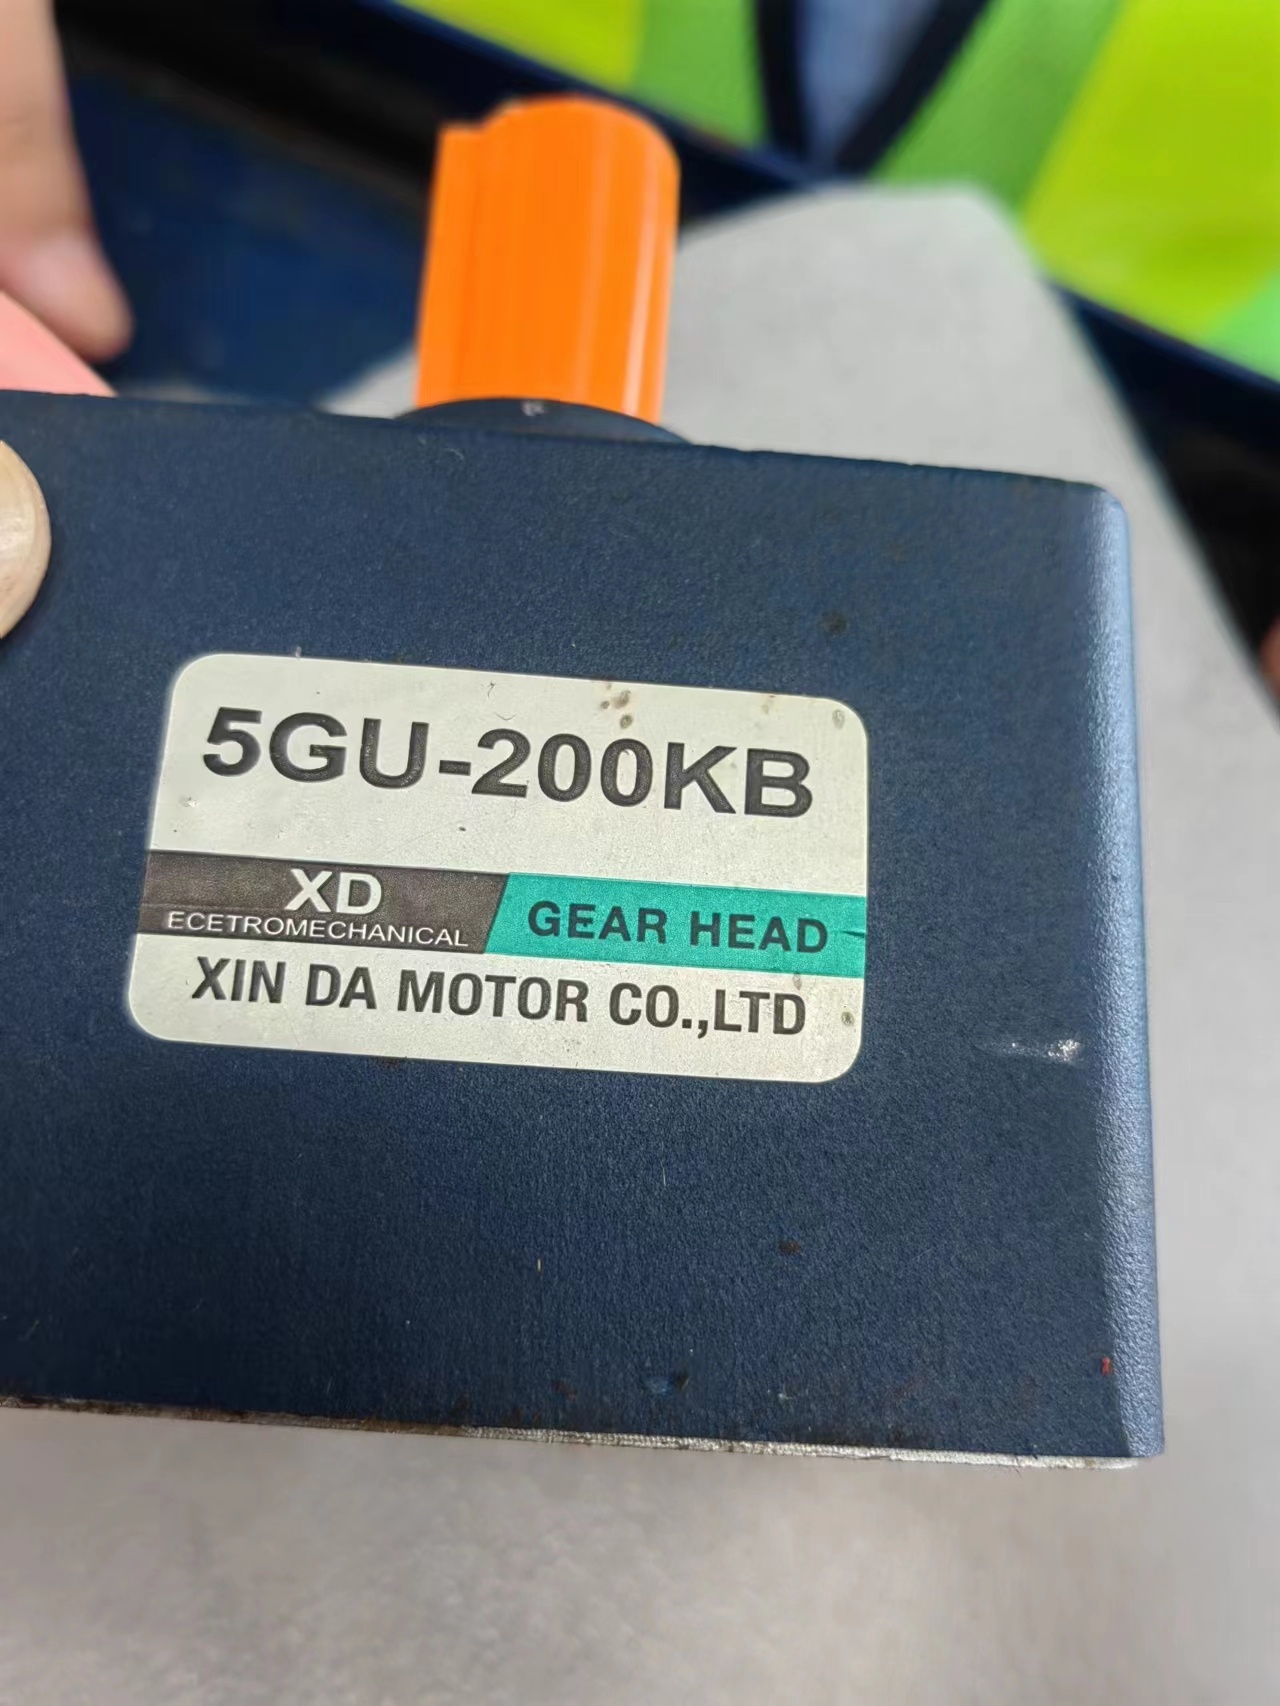 5GU-200KB
XD
ECETROMECHANICAL
GEAR HEAD
XIN DA MOTOR CO.,LTD